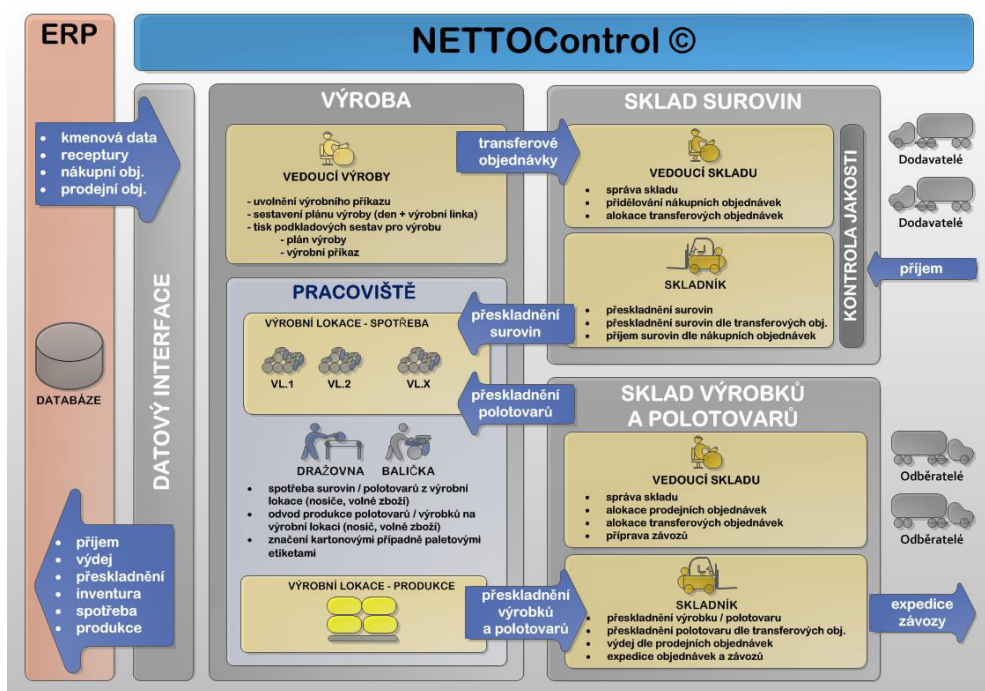 ERP
NETTOControl ©
• kmenová data
• receptury
• nákupní obj.
• prodejní obj.
DATABÁZE
• příjem
• výdej
• přeskladnění
• inventura
• spotřeba
• produkce
DATOVÝ INTERFACE
VÝROBA
VEDOUCÍ VÝROBY
- uvolnění výrobního příkazu
- sestavení plánu výroby (den + výrobní linka)
- tisk podkladových sestav pro výrobu
- plán výroby
- výrobní příkaz
transferové
objednávky
PRACOVIŠTĚ
VÝROBNÍ LOKACE - SPOTŘEBA
VL.1
VL.2
VL.X
přeskladnění
surovin
přeskladnění
polotovarů
DRAŽOVNA
BALIČKA
• spotřeba surovin / polotovarů z výrobní
lokace (nosiče, volné zboží)
• odvod produkce polotovarů / výrobků na
výrobní lokaci (nosič, volné zboží)
• značení kartonovými případně paletovými
etiketami
VÝROBNÍ LOKACE - PRODUKCE
přeskladnění
výrobků
a polotovarů
SKLAD SUROVIN
VEDOUCÍ SKLADU
• správa skladu
• přidělování nákupních objednávek
• alokace transferových objednávek
SKLADNÍK
• přeskladnění surovin
• přeskladnění surovin dle transferových obj.
• příjem surovin dle nákupních objednávek
KONTROLA JAKOSTI
Dodavatelé
Dodavatelé
příjem
SKLAD VÝROBKŮ
A POLOTOVARŮ
VEDOUCÍ SKLADU
• správa skladu
• alokace prodejních objednávek
• alokace transferových objednávek
• příprava závozů
SKLADNÍK
• přeskladnění výrobku / polotovaru
• přeskladnění polotovaru dle transferových obj.
• výdej dle prodejních objednávek
• expedice objednávek a závozů
Odběratelé
Odběratelé
expedice
závozy